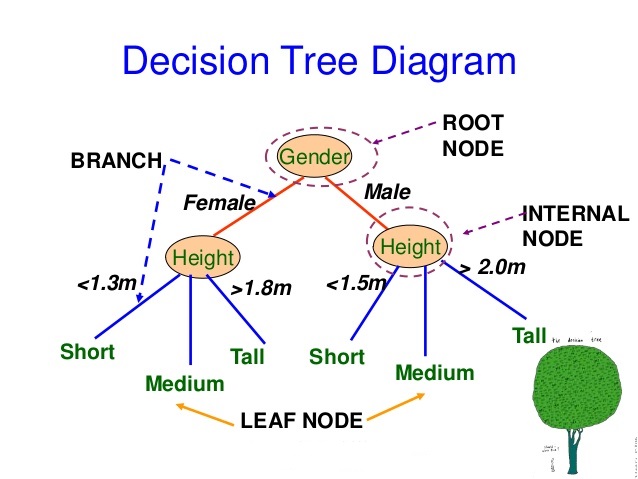 Decision Tree Diagram
ROOT
NODE
BRANCH
Gender
Female
Male
INTERNAL
NODE
Height
Height
<1.3m
>1.8m
<1.5m
> 2.0m
Short
Medium
Tall
Short
Medium
Tall
the decision tree
LEAF NODE